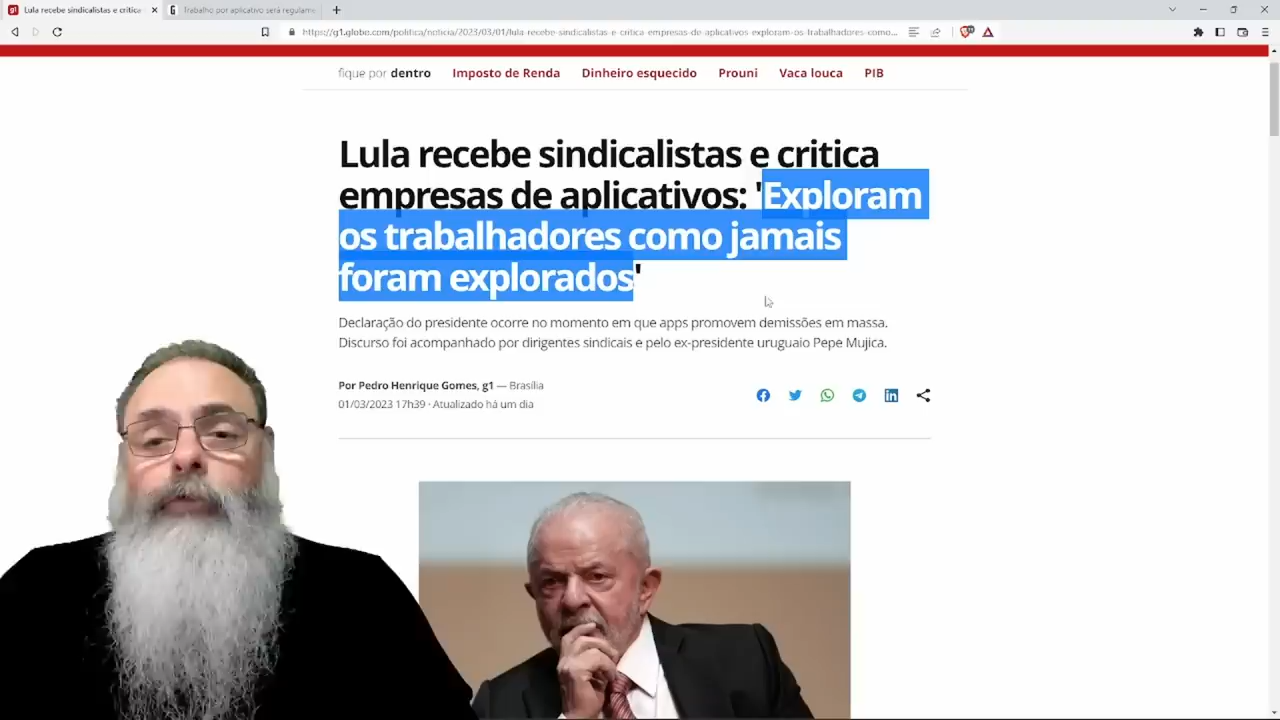 Lula recebe sindicalistas e critica
Trabalho por aplicativo será regulame
https://g1.globo.com/politica/noticia/2023/03/01/lula-recebe-sindicalistas-e-critica-empresas-de-aplicativos-exploram-os-trabalhadores-como...
fique por dentro Imposto de Renda Dinheiro esquecido Prouni Vaca louca PIB
Lula recebe sindicalistas e critica
empresas de aplicativos: 'Exploram
os trabalhadores como jamais
foram explorados'
Declaração do presidente ocorre no momento em que apps promovem demissões em massa.
Discurso foi acompanhado por dirigentes sindicais e pelo ex-presidente uruguaio Pepe Mujica.
Por Pedro Henrique Gomes, g1 — Brasília
01/03/2023 17h39 · Atualizado há um dia